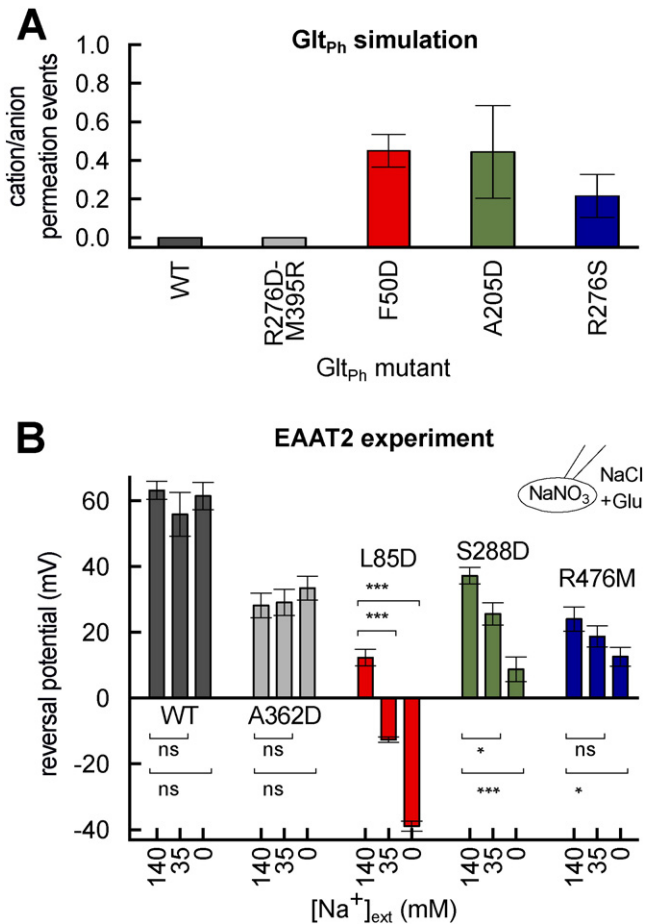 A
Glt_Ph simulation
cation/anion
permeation events
1.0
0.8
0.6
0.4
0.2
0.0
WT
R276D-
M395R
F50D
A205D
R276S
Glt_Ph mutant
B
EAAT2 experiment
NaNO₃
NaCl
+Glu
reversal potential (mV)
60
40
20
0
-20
-40
L85D
***
***
S288D
R476M
WT
A362D
ns
ns
*
ns
ns
ns
***
*
140
35
0
140
35
0
140
35
0
140
35
0
140
35
0
[Na⁺]_ext (mM)